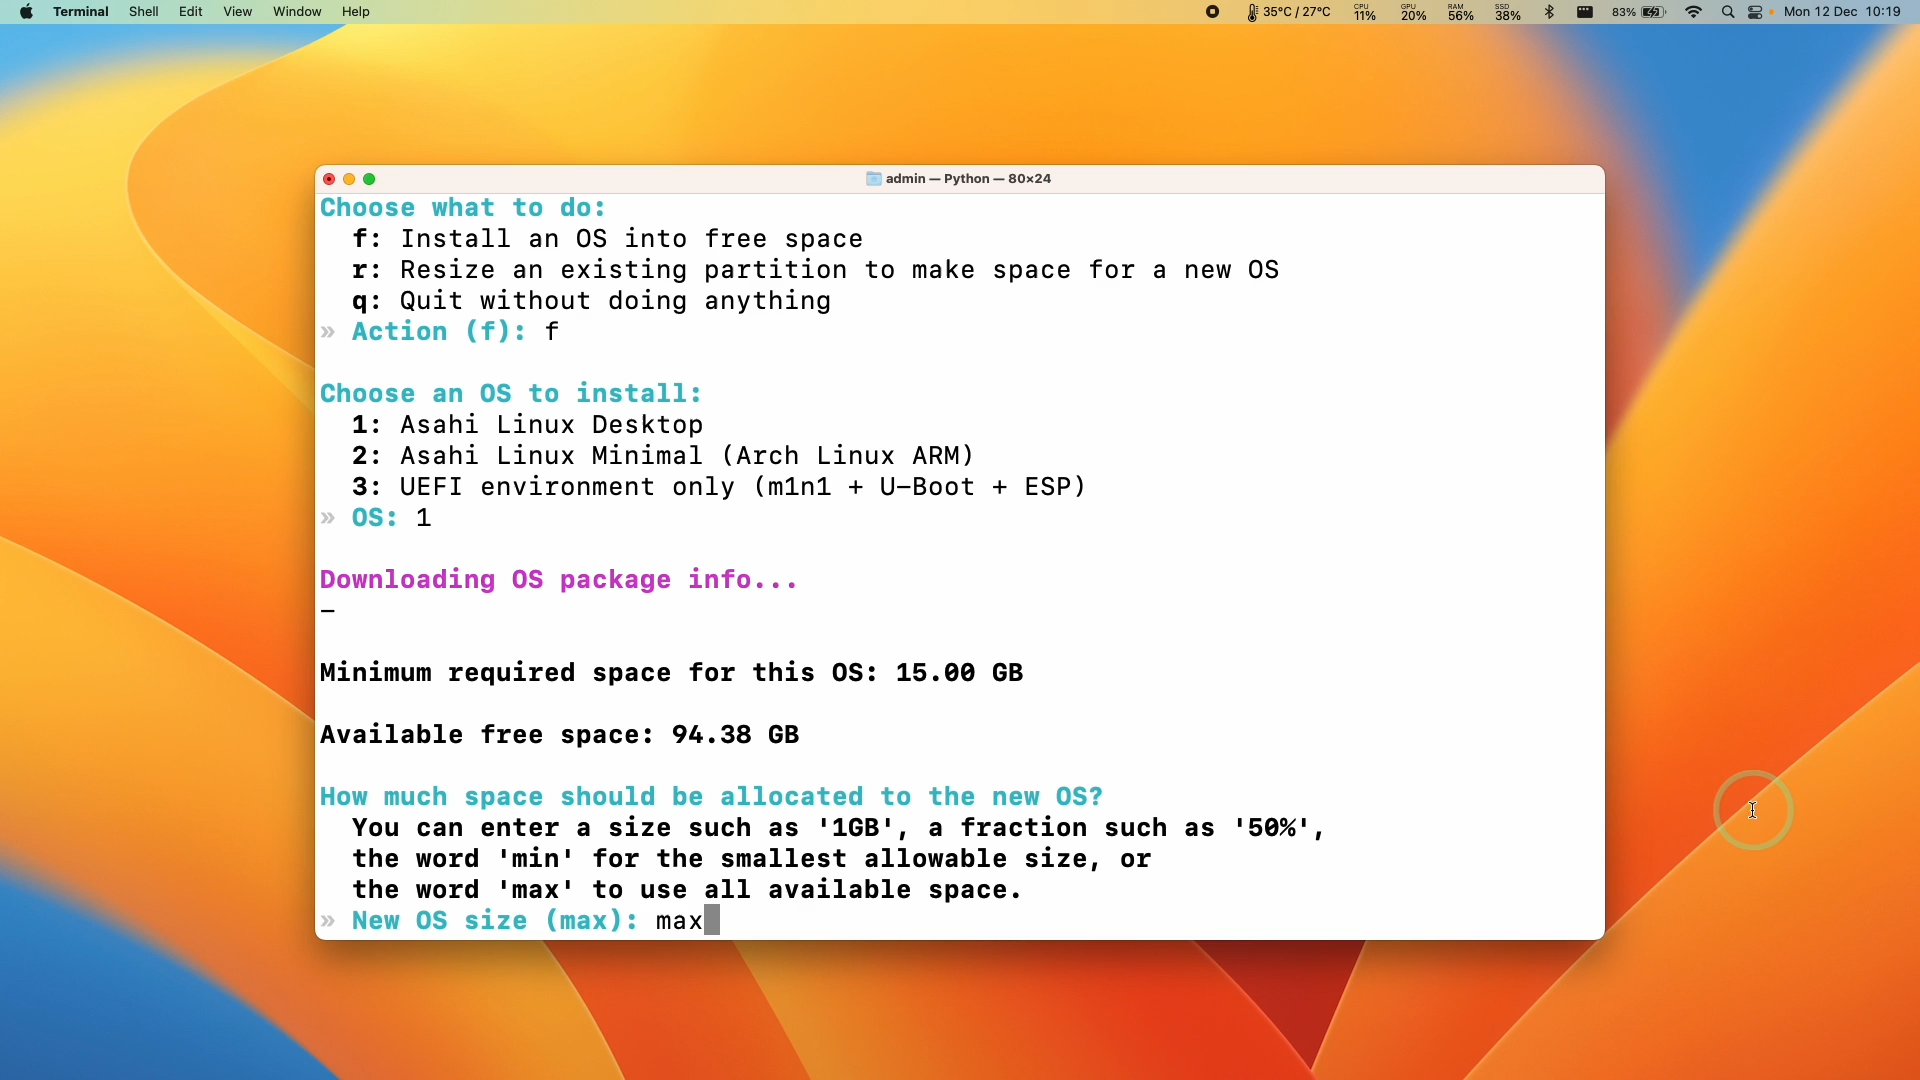 Terminal Shell Edit View Window Help
35°C / 27°C CPU 11% GPU 20% RAM 56% SSD 38% 83% Mon 12 Dec 10:19
admin — Python — 80×24
Choose what to do:
f: Install an OS into free space
r: Resize an existing partition to make space for a new OS
q: Quit without doing anything
» Action (f): f
Choose an OS to install:
1: Asahi Linux Desktop
2: Asahi Linux Minimal (Arch Linux ARM)
3: UEFI environment only (m1n1 + U-Boot + ESP)
» OS: 1
Downloading OS package info...
–
Minimum required space for this OS: 15.00 GB
Available free space: 94.38 GB
How much space should be allocated to the new OS?
You can enter a size such as '1GB', a fraction such as '50%',
the word 'min' for the smallest allowable size, or
the word 'max' to use all available space.
» New OS size (max): max